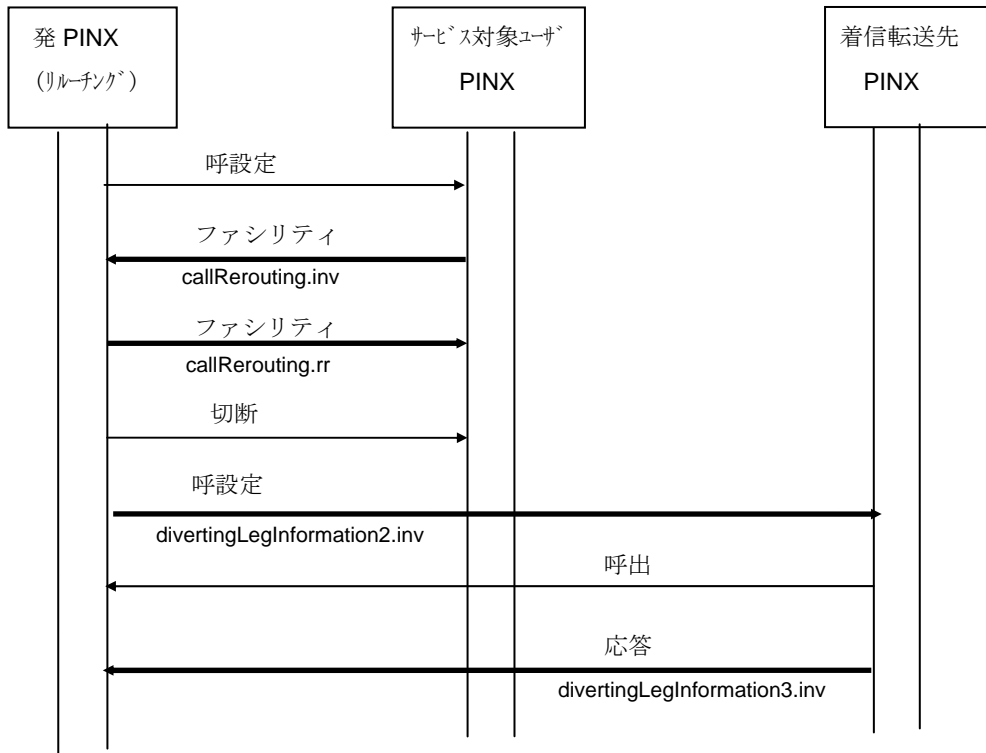 発 PINX
(ﾘﾙｰﾁﾝｸﾞ)
ｻｰﾋﾞｽ対象ﾕｰｻﾞ
PINX
着信転送先
PINX
呼設定
ファシリティ
callRerouting.inv
ファシリティ
callRerouting.rr
切断
呼設定
divertingLegInformation2.inv
呼出
応答
divertingLegInformation3.inv